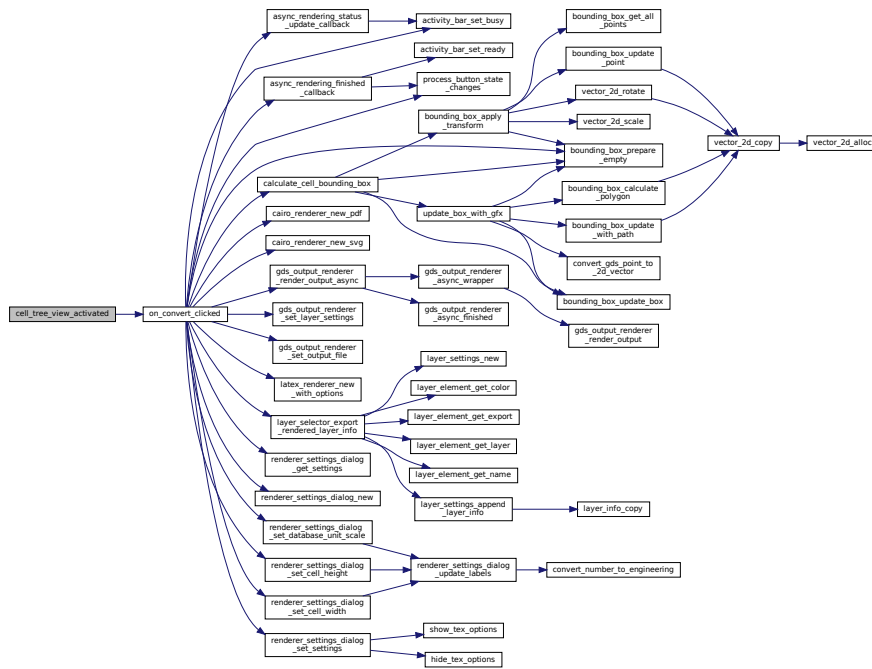 cell_tree_view_activated
on_convert_clicked
async_rendering_status
_update_callback
async_rendering_finished
_callback
calculate_cell_bounding_box
cairo_renderer_new_pdf
cairo_renderer_new_svg
gds_output_renderer
_render_output_async
gds_output_renderer
_set_layer_settings
gds_output_renderer
_set_output_file
latex_renderer_new
_with_options
layer_selector_export
_rendered_layer_info
renderer_settings_dialog
_get_settings
renderer_settings_dialog_new
renderer_settings_dialog
_set_database_unit_scale
renderer_settings_dialog
_set_cell_height
renderer_settings_dialog
_set_cell_width
renderer_settings_dialog
_set_settings
activity_bar_set_busy
activity_bar_set_ready
process_button_state
_changes
bounding_box_apply
_transform
update_box_with_gfx
gds_output_renderer
_async_wrapper
gds_output_renderer
_async_finished
layer_settings_new
layer_element_get_color
layer_element_get_export
layer_element_get_layer
layer_element_get_name
layer_settings_append
_layer_info
renderer_settings_dialog
_update_labels
show_tex_options
hide_tex_options
bounding_box_get_all
_points
bounding_box_update
_point
vector_2d_rotate
vector_2d_scale
bounding_box_prepare
_empty
bounding_box_calculate
_polygon
bounding_box_update
_with_path
convert_gds_point_to
_2d_vector
bounding_box_update_box
gds_output_renderer
_render_output
layer_info_copy
convert_number_to_engineering
vector_2d_copy
vector_2d_alloc